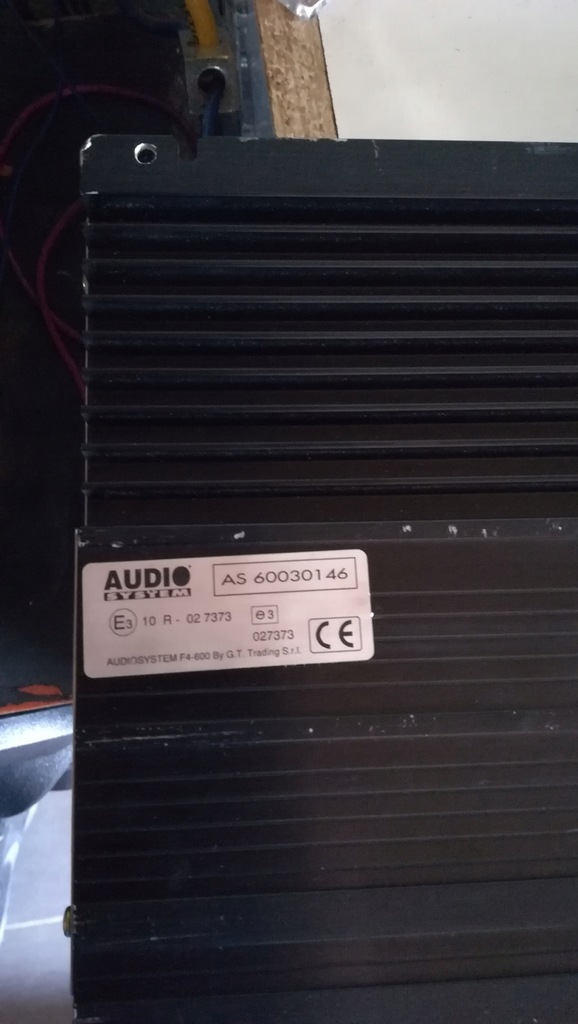 AUDIO
SYSTEM
AS 60030146
E3 10 R - 02 7373
e3
027373
CE
AUDIOSYSTEM F4-600 By G.T. Trading S.r.l.